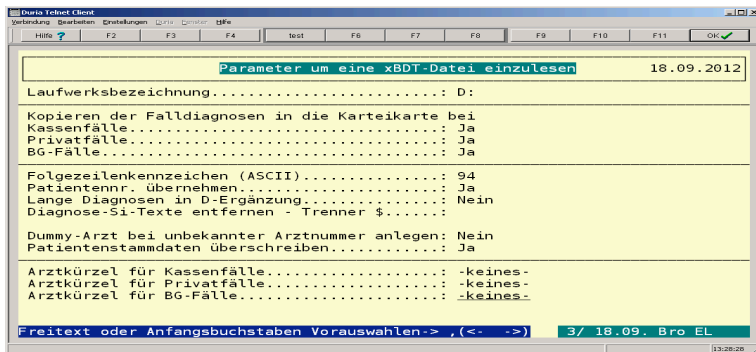 Duria Telnet Client
Verbindung Bearbeiten Einstellungen Duria Fenster Hilfe
Hilfe ? F2 F3 F4 test F6 F7 F8 F9 F10 F11 OK
Parameter um eine xBDT-Datei einzulesen 18.09.2012
Laufwerksbezeichnung.........................: D:
Kopieren der Falldiagnosen in die Karteikarte bei
Kassenfälle..................................: Ja
Privatfälle..................................: Ja
BG-Fälle.....................................: Ja
Folgezeilenkennzeichen (ASCII)...............: 94
Patientennr. übernehmen......................: Ja
Lange Diagnosen in D-Ergänzung...............: Nein
Diagnose-Si-Texte entfernen - Trenner $......:
Dummy-Arzt bei unbekannter Arztnummer anlegen: Nein
Patientenstammdaten überschreiben............: Ja
Arztkürzel für Kassenfälle...................: -keines-
Arztkürzel für Privatfälle...................: -keines-
Arztkürzel für BG-Fälle......................: -keines-
Freitext oder Anfangsbuchstaben Vorauswahlen-> ,(<- ->) 3/ 18.09. Bro EL
13:28:28